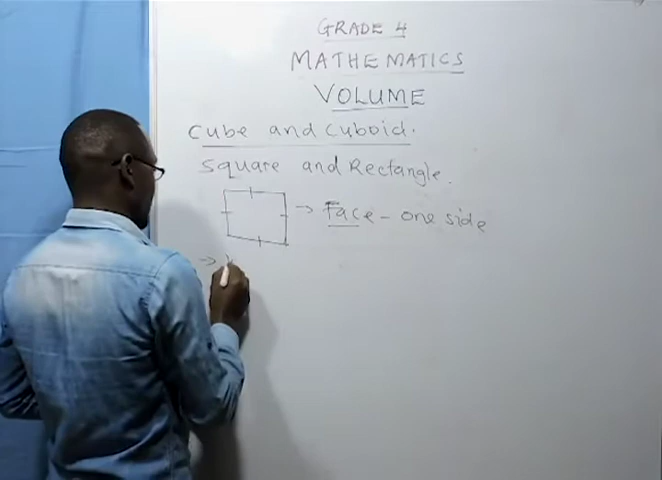 GRADE 4
MATHEMATICS
VOLUME
Cube and Cuboid.
Square and Rectangle.
→ Face - one side
→